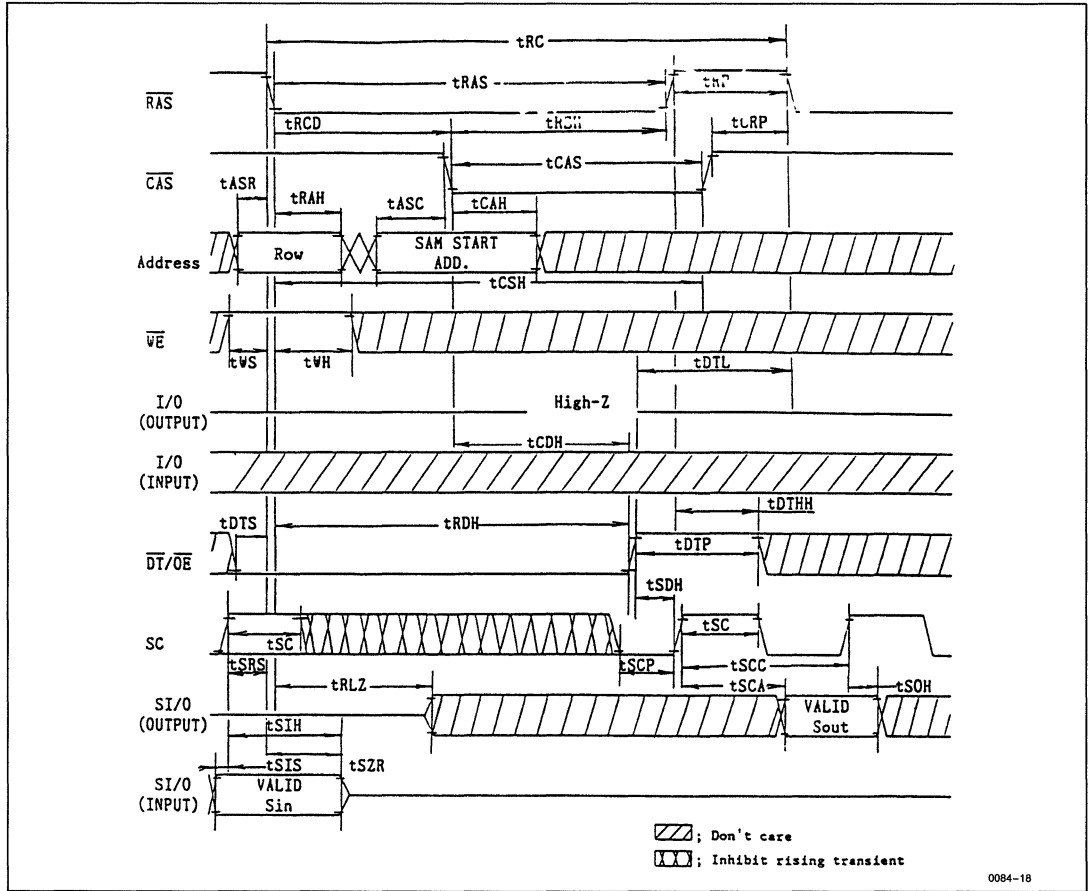 tRC
tRAS
tRP
RAS
tRCD
tRSH
tCRP
tCAS
CAS
tASR
tRAH
tASC
tCAH
Address
Row
SAM START
ADD.
tCSH
WE
tWS
tWH
tDTL
I/O
(OUTPUT)
High-Z
tCDH
I/O
(INPUT)
tDTHH
tDTS
tRDH
DT/OE
tDTP
tSDH
SC
tSC
tSC
tSCP
tSCC
tSRS
tRLZ
tSCA
tSOH
SI/O
(OUTPUT)
VALID
Sout
tSIH
tSIS
tSZR
SI/O
(INPUT)
VALID
Sin
; Don't care
; Inhibit rising transient
0084-18